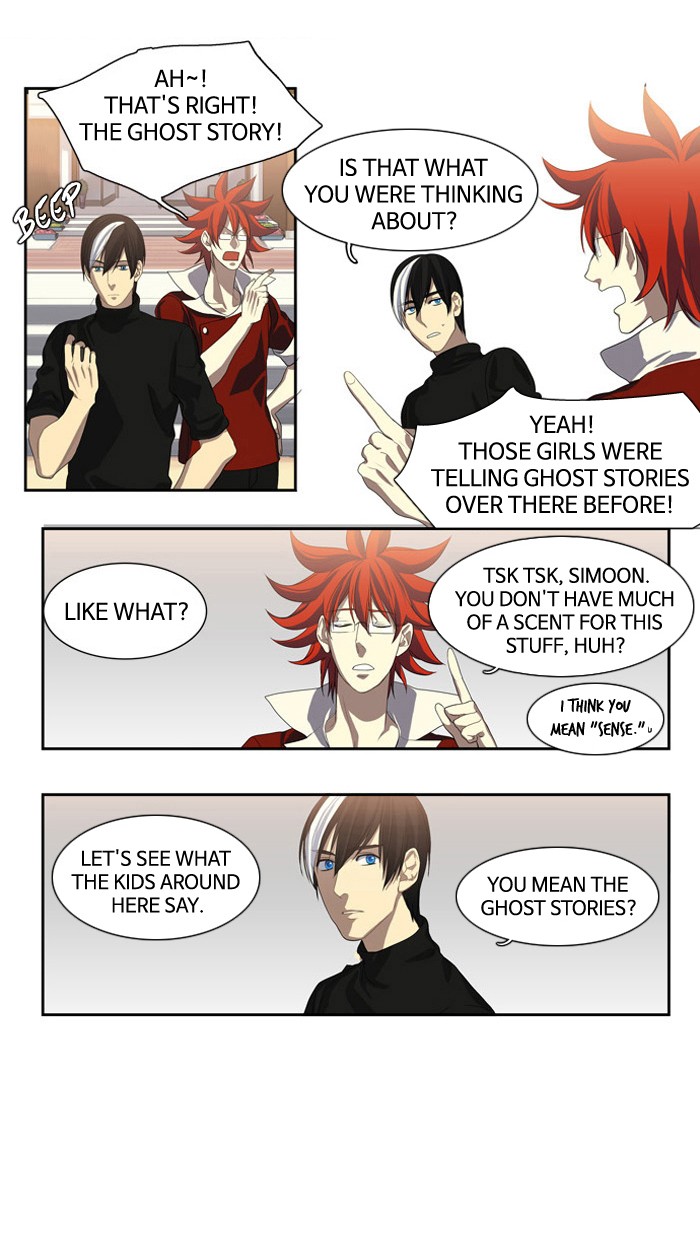 AH~!
THAT'S RIGHT!
THE GHOST STORY!
BEEP
IS THAT WHAT
YOU WERE THINKING
ABOUT?
YEAH!
THOSE GIRLS WERE
TELLING GHOST STORIES
OVER THERE BEFORE!
LIKE WHAT?
TSK TSK, SIMOON.
YOU DON'T HAVE MUCH
OF A SCENT FOR THIS
STUFF, HUH?
I THINK YOU
MEAN "SENSE."
LET'S SEE WHAT
THE KIDS AROUND
HERE SAY.
YOU MEAN THE
GHOST STORIES?